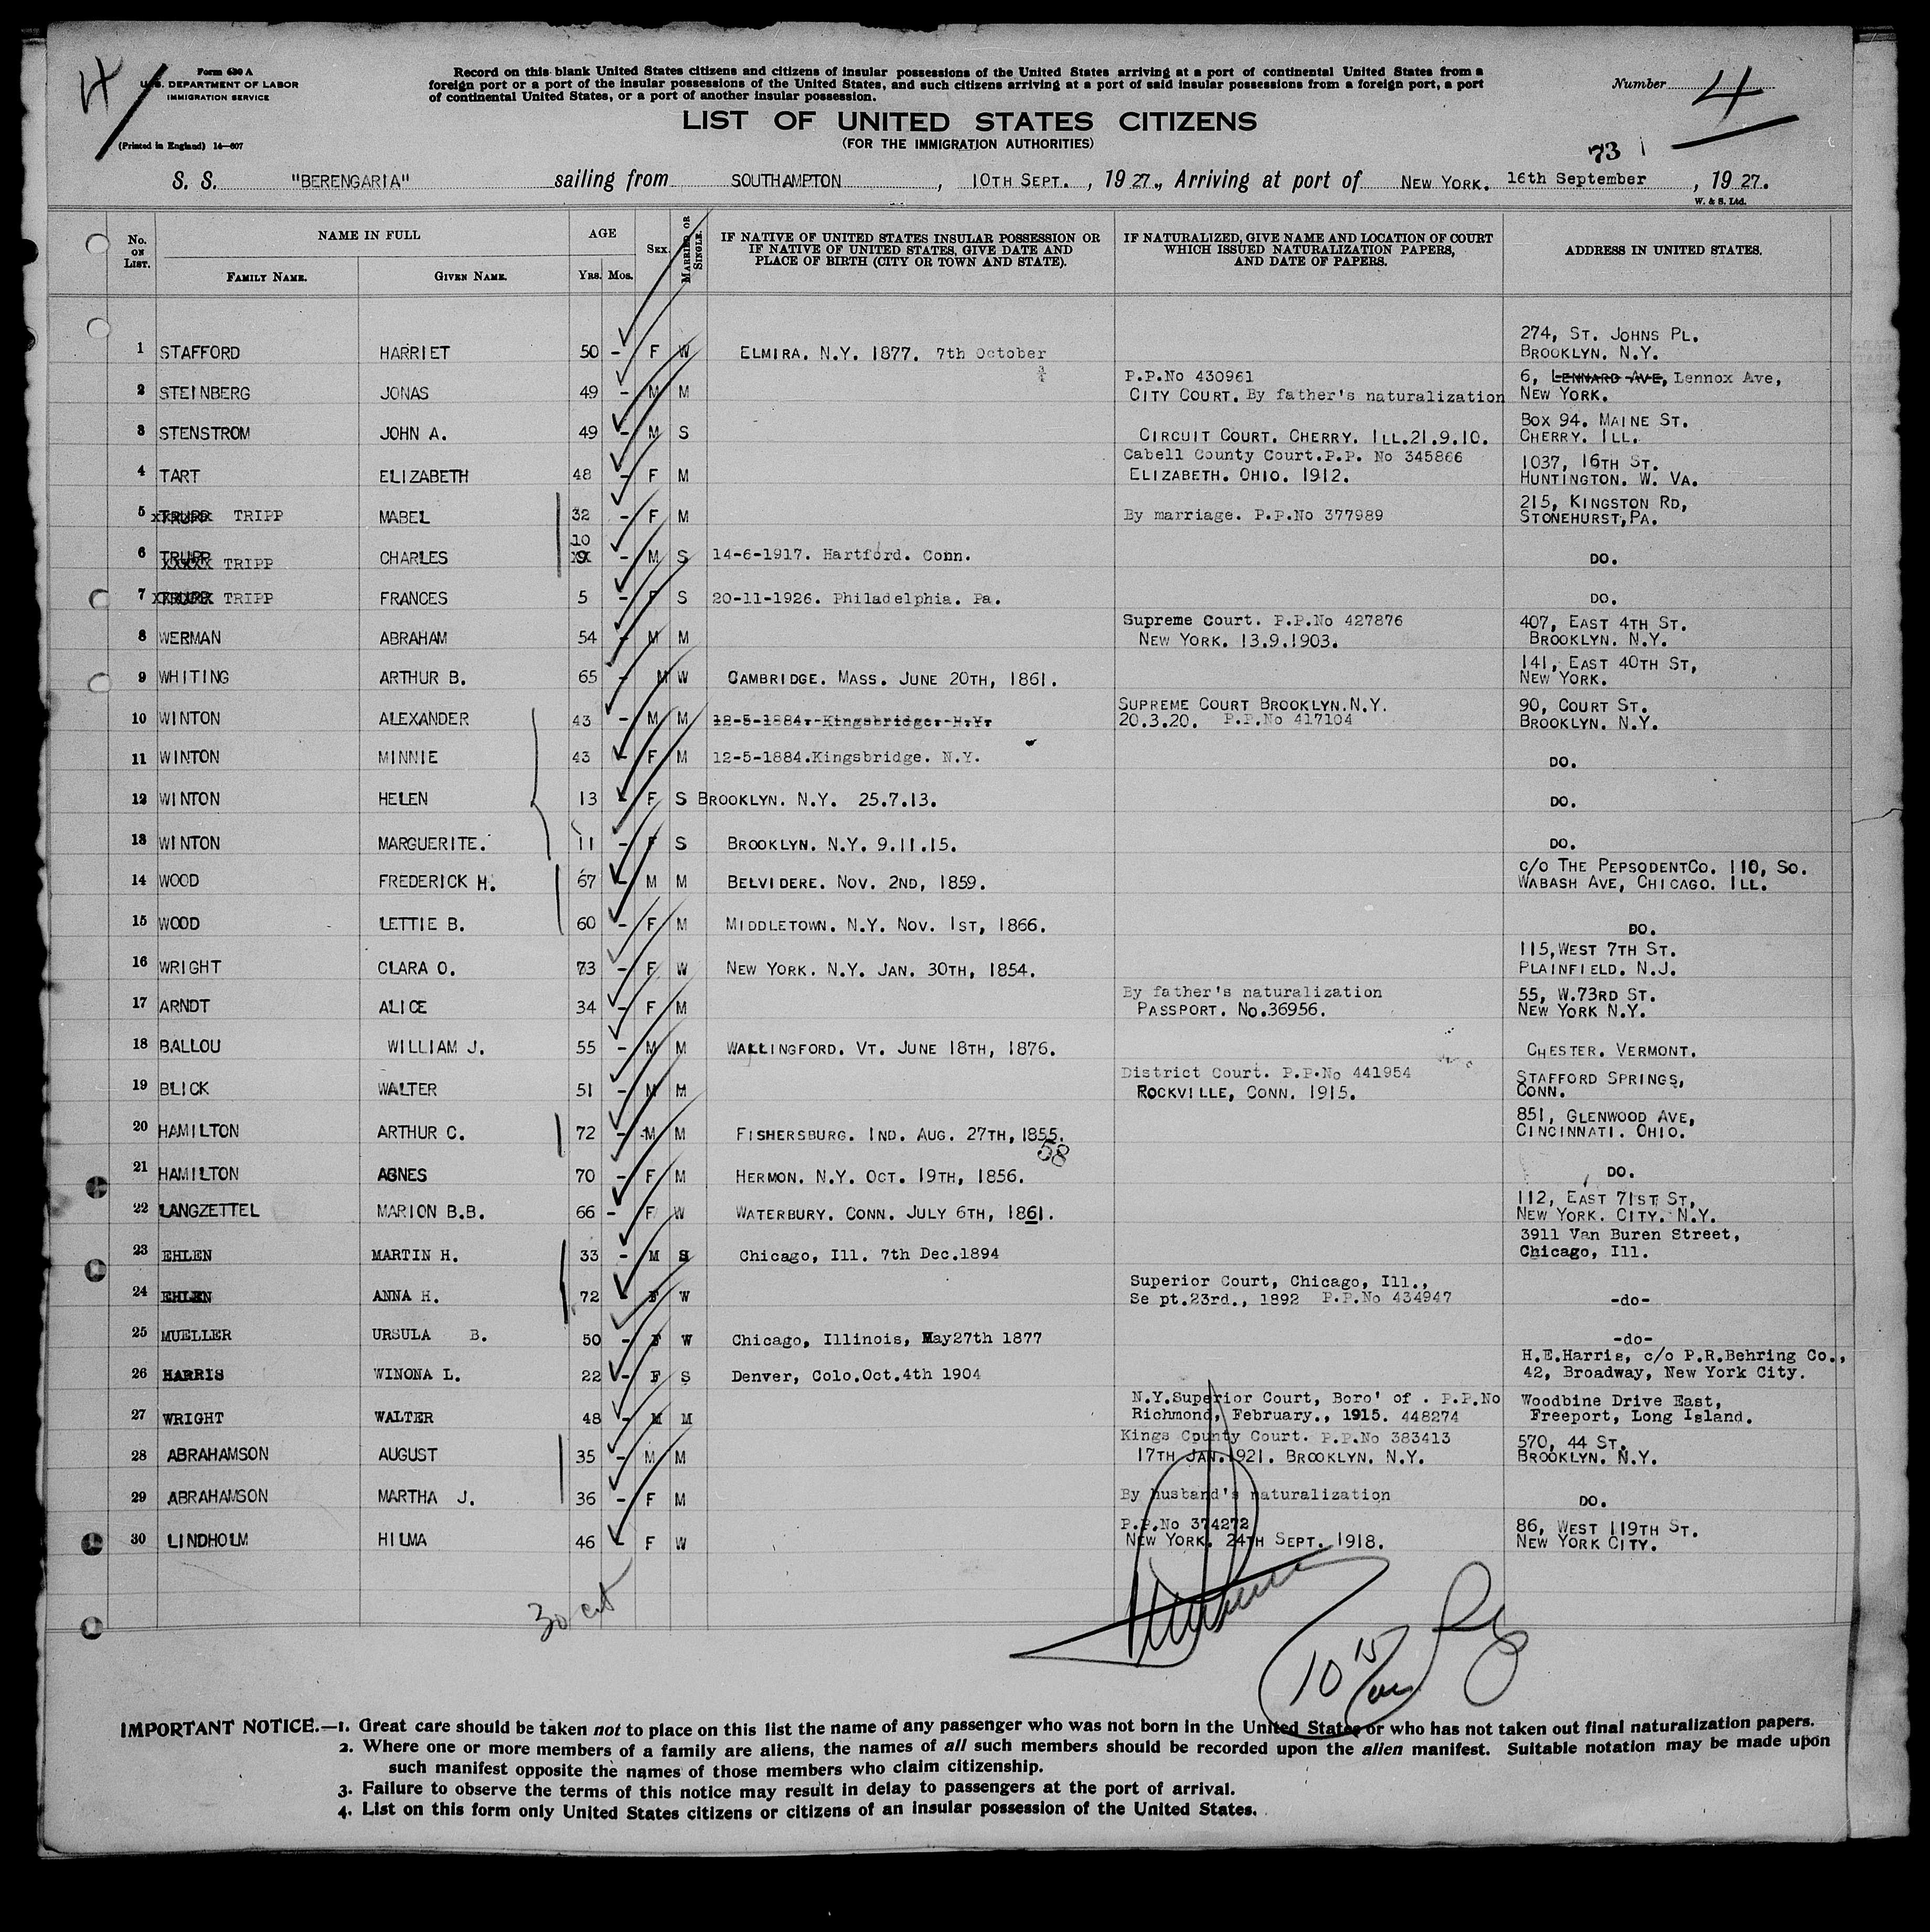 4
Form 630 A
U.S. DEPARTMENT OF LABOR
IMMIGRATION SERVICE
(Printed in England) 14—607
Record on this blank United States citizens and citizens of insular possessions of the United States arriving at a port of continental United States from a
foreign port or a port of the insular possessions of the United States, and such citizens arriving at a port of said insular possessions from a foreign port, a port
of continental United States, or a port of another insular possession.
Number 4
LIST OF UNITED STATES CITIZENS
(FOR THE IMMIGRATION AUTHORITIES)
73
S. S. "BERENGARIA" sailing from SOUTHAMPTON, 10TH SEPT., 1927., Arriving at port of NEW YORK. 16th September, 1927.
W. & S. Ltd.
No. ON LIST. NAME IN FULL FAMILY NAME. GIVEN NAME. AGE YRS. MOS. SEX. MARRIED OR SINGLE. IF NATIVE OF UNITED STATES INSULAR POSSESSION OR IF NATIVE OF UNITED STATES, GIVE DATE AND PLACE OF BIRTH (CITY OR TOWN AND STATE). IF NATURALIZED, GIVE NAME AND LOCATION OF COURT WHICH ISSUED NATURALIZATION PAPERS, AND DATE OF PAPERS. ADDRESS IN UNITED STATES.
1 STAFFORD HARRIET 50 - F W ELMIRA. N.Y. 1877. 7th October 274, ST. JOHNS PL. BROOKLYN. N.Y.
2 STEINBERG JONAS 49 - M M P.P.No 430961 CITY COURT. By father's naturalization 6, LENNARD AVE, Lennox Ave, NEW YORK.
3 STENSTROM JOHN A. 49 - M S CIRCUIT COURT. CHERRY. ILL.21.9.10. BOX 94. MAINE ST. CHERRY. ILL.
4 TART ELIZABETH 48 - F M Cabell County Court.P.P. No 345866 ELIZABETH. OHIO. 1912. 1037, 16TH ST. HUNTINGTON. W. VA.
5 TRUPP TRIPP MABEL 32 - F M By marriage. P.P.No 377989 215, KINGSTON RD, STONEHURST,PA.
6 TRUPP TRIPP CHARLES 10 9 - M S 14-6-1917. Hartford. Conn. DO.
7 TRUPP TRIPP FRANCES 5 - F S 20-11-1926. Philadelphia. Pa. DO.
8 WERMAN ABRAHAM 54 - M M Supreme Court. P.P.No 427876 NEW YORK. 13.9.1903. 407, EAST 4TH ST. BROOKLYN. N.Y.
9 WHITING ARTHUR B. 65 - M W CAMBRIDGE. MASS. JUNE 20TH, 1861. 141, EAST 40TH ST, NEW YORK.
10 WINTON ALEXANDER 43 - M M 12-5-1884. Kingsbridge. N.Y. SUPREME COURT BROOKLYN.N.Y. 20.3.20. P.P.No 417104 90, COURT ST. BROOKLYN. N.Y.
11 WINTON MINNIE 43 - F M 12-5-1884.Kingsbridge. N.Y. DO.
12 WINTON HELEN 13 - F S BROOKLYN. N.Y. 25.7.13. DO.
13 WINTON MARGUERITE. 11 - F S BROOKLYN. N.Y. 9.11.15. DO.
14 WOOD FREDERICK H. 67 - M M BELVIDERE. NOV. 2ND, 1859. C/O THE PEPSODENTCO. 110, SO. WABASH AVE, CHICAGO. ILL.
15 WOOD LETTIE B. 60 - F M MIDDLETOWN. N.Y. NOV. 1ST, 1866. DO.
16 WRIGHT CLARA O. 73 - F W NEW YORK. N.Y. JAN. 30TH, 1854. 115,WEST 7TH ST. PLAINFIELD. N.J.
17 ARNDT ALICE 34 - F M By father's naturalization PASSPORT. NO.36956. 55, W.73RD ST. NEW YORK N.Y.
18 BALLOU WILLIAM J. 55 - M M WALLINGFORD. VT. JUNE 18TH, 1876. CHESTER. VERMONT.
19 BLICK WALTER 51 - M M District Court. P.P.No 441954 ROCKVILLE, CONN. 1915. STAFFORD SPRINGS, CONN.
20 HAMILTON ARTHUR C. 72 - M M FISHERSBURG. IND. AUG. 27TH, 1855. 851, GLENWOOD AVE, CINCINNATI. OHIO.
58
21 HAMILTON AGNES 70 - F M HERMON. N.Y. OCT. 19TH, 1856. DO.
22 LANGZETTEL MARION B.B. 66 - F W WATERBURY. CONN. JULY 6TH, 1861. 112, EAST 71ST ST, NEW YORK. CITY. N.Y.
23 EHLEN MARTIN H. 33 - M S Chicago, Ill. 7th Dec.1894 3911 Van Buren Street, Chicago, Ill.
24 EHLEN ANNA H. 72 - F W Superior Court, Chicago, Ill., Sept.23rd., 1892 P.P.No 434947 -do-
25 MUELLER URSULA B. 50 - F W Chicago, Illinois, May27th 1877 -do-
26 HARRIS WINONA L. 22 - F S Denver, Colo.Oct.4th 1904 H.E.Harris, c/o P.R.Behring Co., 42, Broadway, New York City.
27 WRIGHT WALTER 48 - M M N.Y.Superior Court, Boro' of . P.P.No Richmond, February., 1915. 448274 Woodbine Drive East, Freeport, Long Island.
28 ABRAHAMSON AUGUST 35 - M M Kings County Court. P.P.No 383413 17TH JAN.1921. BROOKLYN. N.Y. 570, 44 ST. BROOKLYN. N.Y.
29 ABRAHAMSON MARTHA J. 36 - F M By husband's naturalization DO.
30 LINDHOLM HILMA 46 - F W P.P.No 374272 NEW YORK. 24TH SEPT. 1918. 86, WEST 119TH ST. NEW YORK CITY.
30 cit
10 15 am
IMPORTANT NOTICE.—1. Great care should be taken not to place on this list the name of any passenger who was not born in the United States or who has not taken out final naturalization papers.
2. Where one or more members of a family are aliens, the names of all such members should be recorded upon the alien manifest. Suitable notation may be made upon
such manifest opposite the names of those members who claim citizenship.
3. Failure to observe the terms of this notice may result in delay to passengers at the port of arrival.
4. List on this form only United States citizens or citizens of an insular possession of the United States.